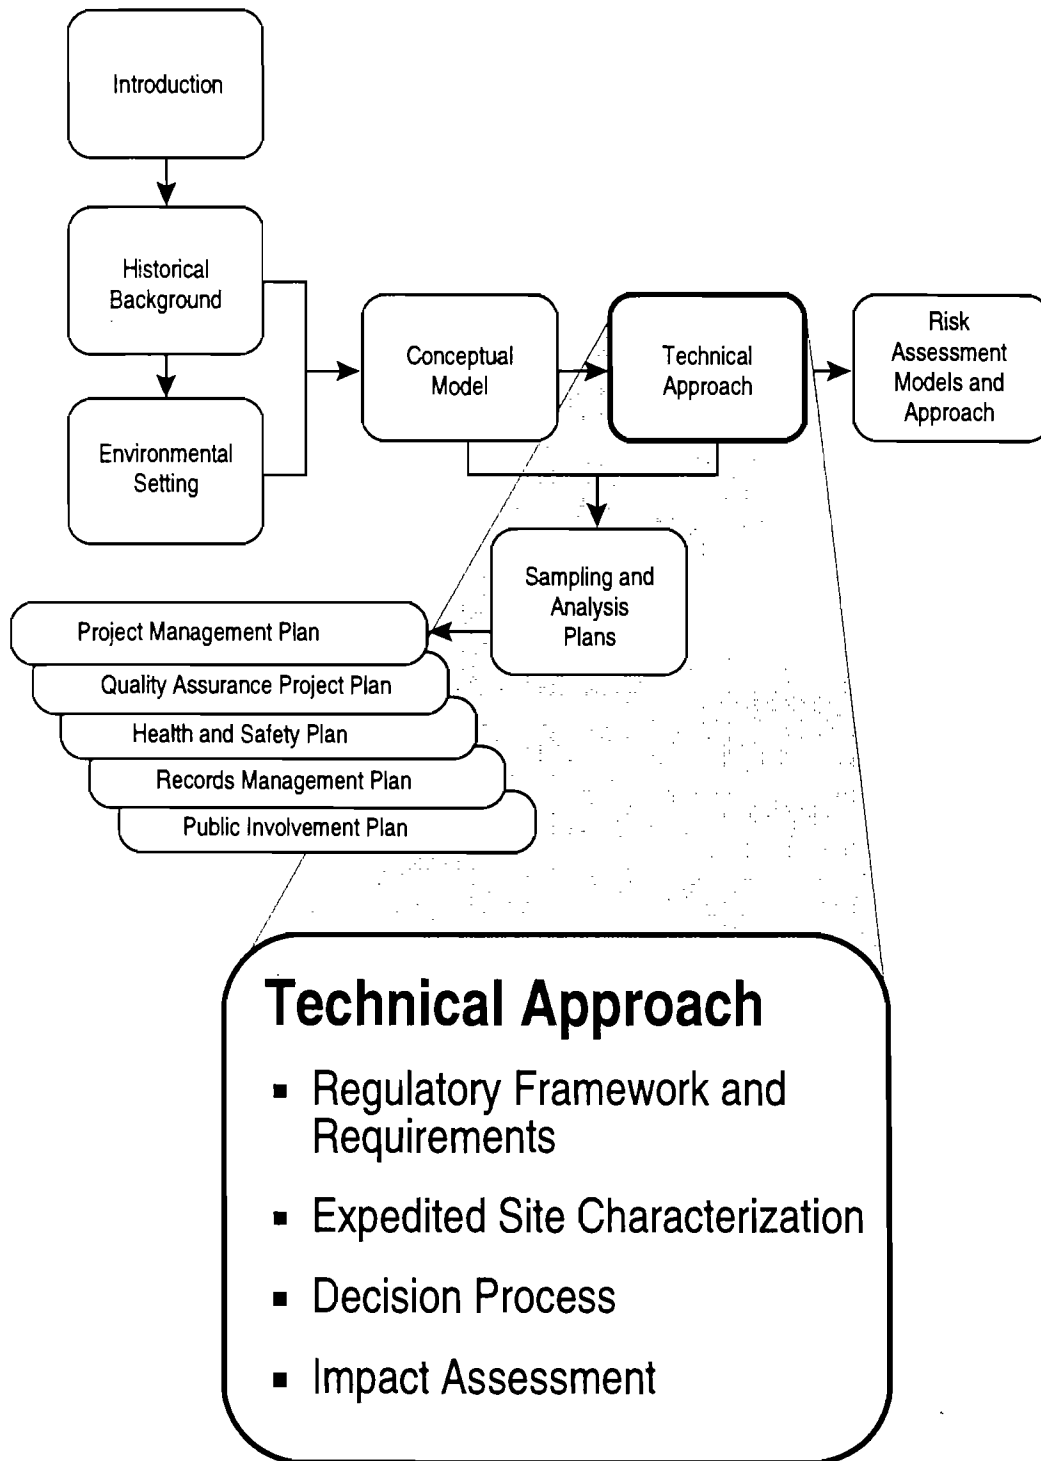 Introduction
Historical
Background
Environmental
Setting
Conceptual
Model
Technical
Approach
Risk
Assessment
Models and
Approach
Sampling and
Analysis
Plans
Project Management Plan
Quality Assurance Project Plan
Health and Safety Plan
Records Management Plan
Public Involvement Plan
Technical Approach
▪ Regulatory Framework and
Requirements
▪ Expedited Site Characterization
▪ Decision Process
▪ Impact Assessment